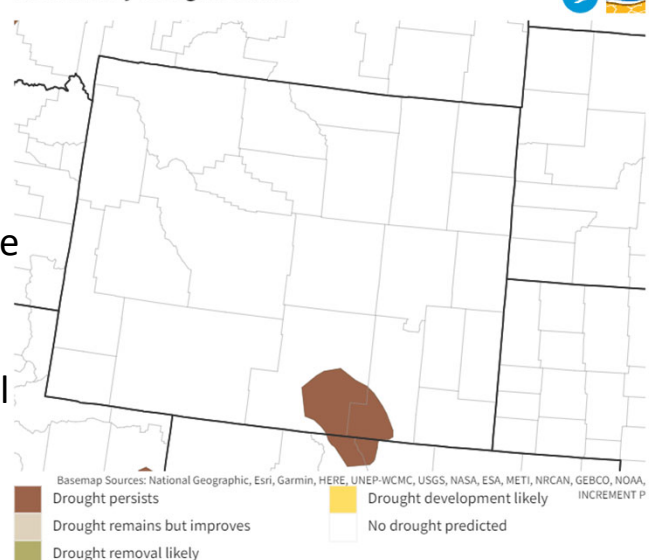 e
l
Basemap Sources: National Geographic, Esri, Garmin, HERE, UNEP-WCMC, USGS, NASA, ESA, METI, NRCAN, GEBCO, NOAA,
INCREMENT P
Drought persists
Drought remains but improves
Drought removal likely
Drought development likely
No drought predicted